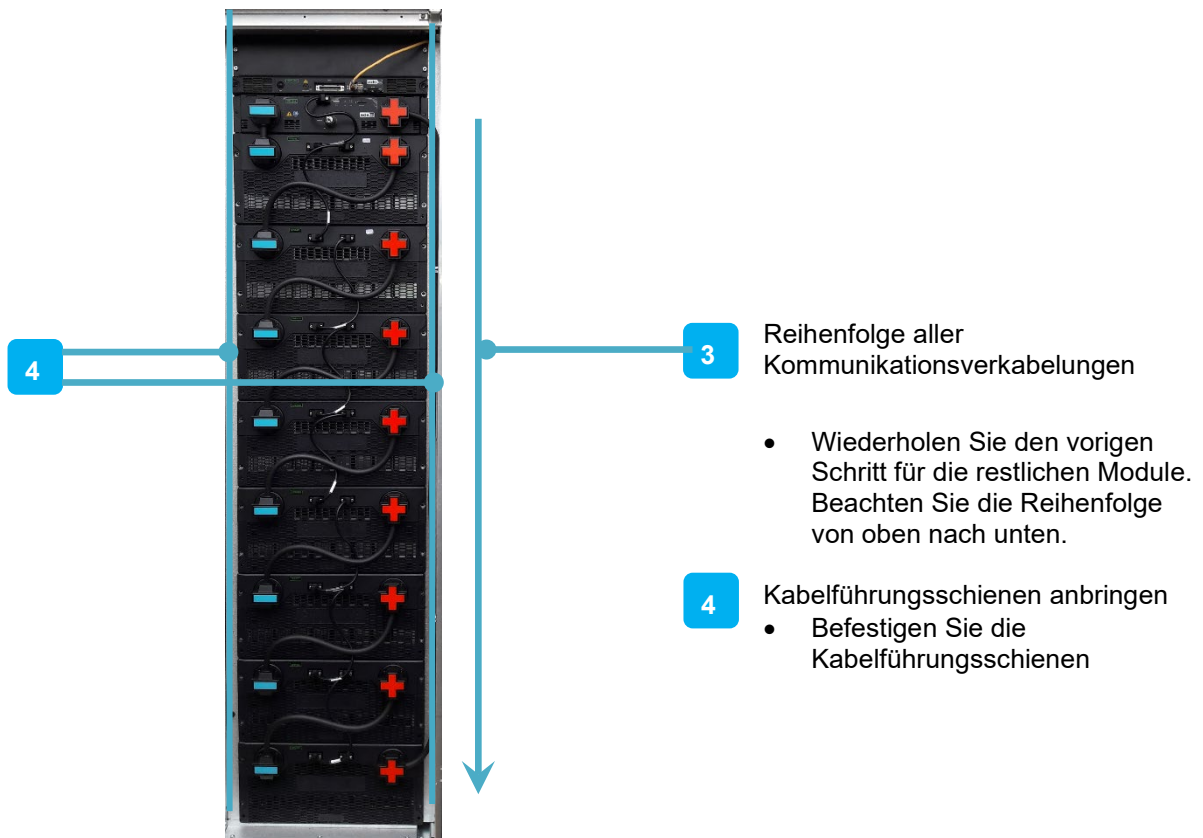 4
3
Reihenfolge aller
Kommunikationsverkabelungen
• Wiederholen Sie den vorigen
Schritt für die restlichen Module.
Beachten Sie die Reihenfolge
von oben nach unten.
4
Kabelführungsschienen anbringen
• Befestigen Sie die
Kabelführungsschienen